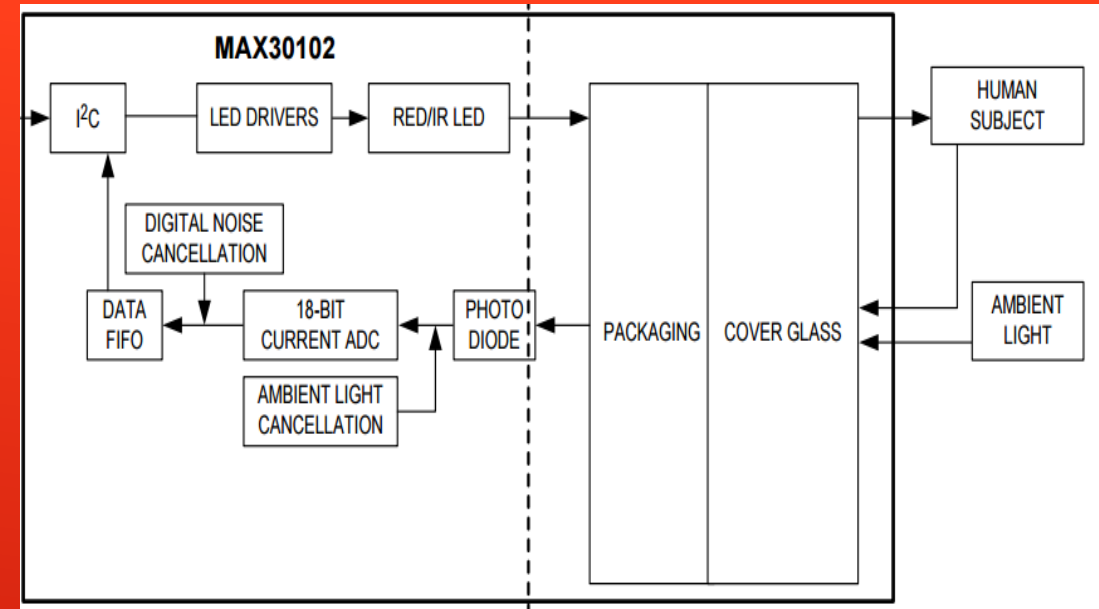 MAX30102
I²C
LED DRIVERS
RED/IR LED
HUMAN
SUBJECT
DIGITAL NOISE
CANCELLATION
DATA
FIFO
18-BIT
CURRENT ADC
PHOTO
DIODE
PACKAGING
COVER GLASS
AMBIENT
LIGHT
AMBIENT LIGHT
CANCELLATION